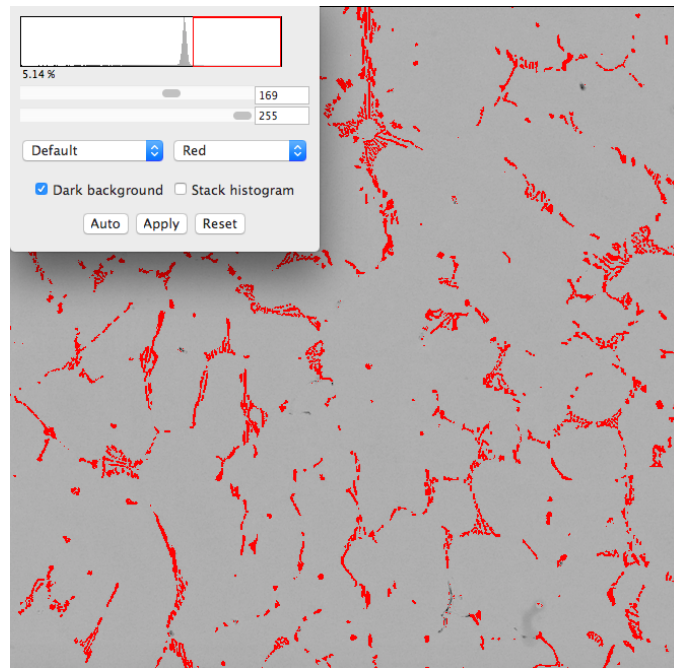 5.14 %
169
255
Default Red
Dark background Stack histogram
Auto Apply Reset